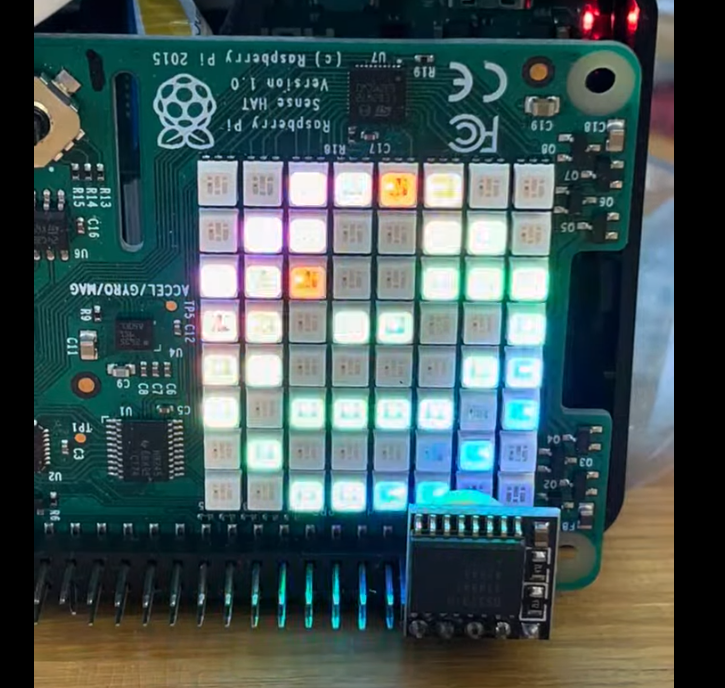 (c) Raspberry Pi 2015
Raspberry Pi
Sense HAT
Version 1.0
U7
R19
CE
FC
C19
C18
Q8
Q7
Q6
Q5
R18
C17
R15
R14
R13
C16
U6
ACCEL/GYRO/MAG
R9
TP5
C12
C11
U4
C9
C8
C7
C6
U1
C5
TP1
C3
U2
R6
Q4
Q3
Q2
Q1
FB